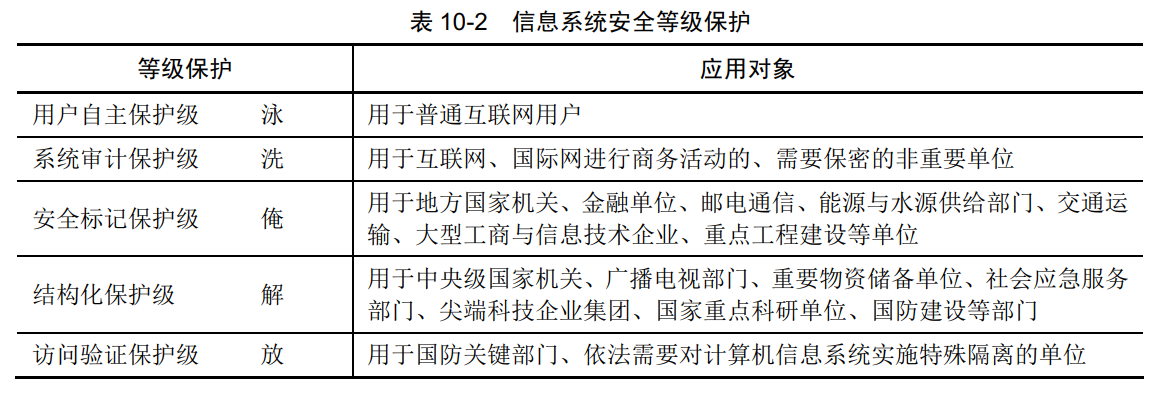 表 10-2 信息系统安全等级保护
等级保护 应用对象
用户自主保护级 泳 用于普通互联网用户
系统审计保护级 洗 用于互联网、国际网进行商务活动的、需要保密的非重要单位
安全标记保护级 俺 用于地方国家机关、金融单位、邮电通信、能源与水源供给部门、交通运
输、大型工商与信息技术企业、重点工程建设等单位
结构化保护级 解 用于中央级国家机关、广播电视部门、重要物资储备单位、社会应急服务
部门、尖端科技企业集团、国家重点科研单位、国防建设等部门
访问验证保护级 放 用于国防关键部门、依法需要对计算机信息系统实施特殊隔离的单位